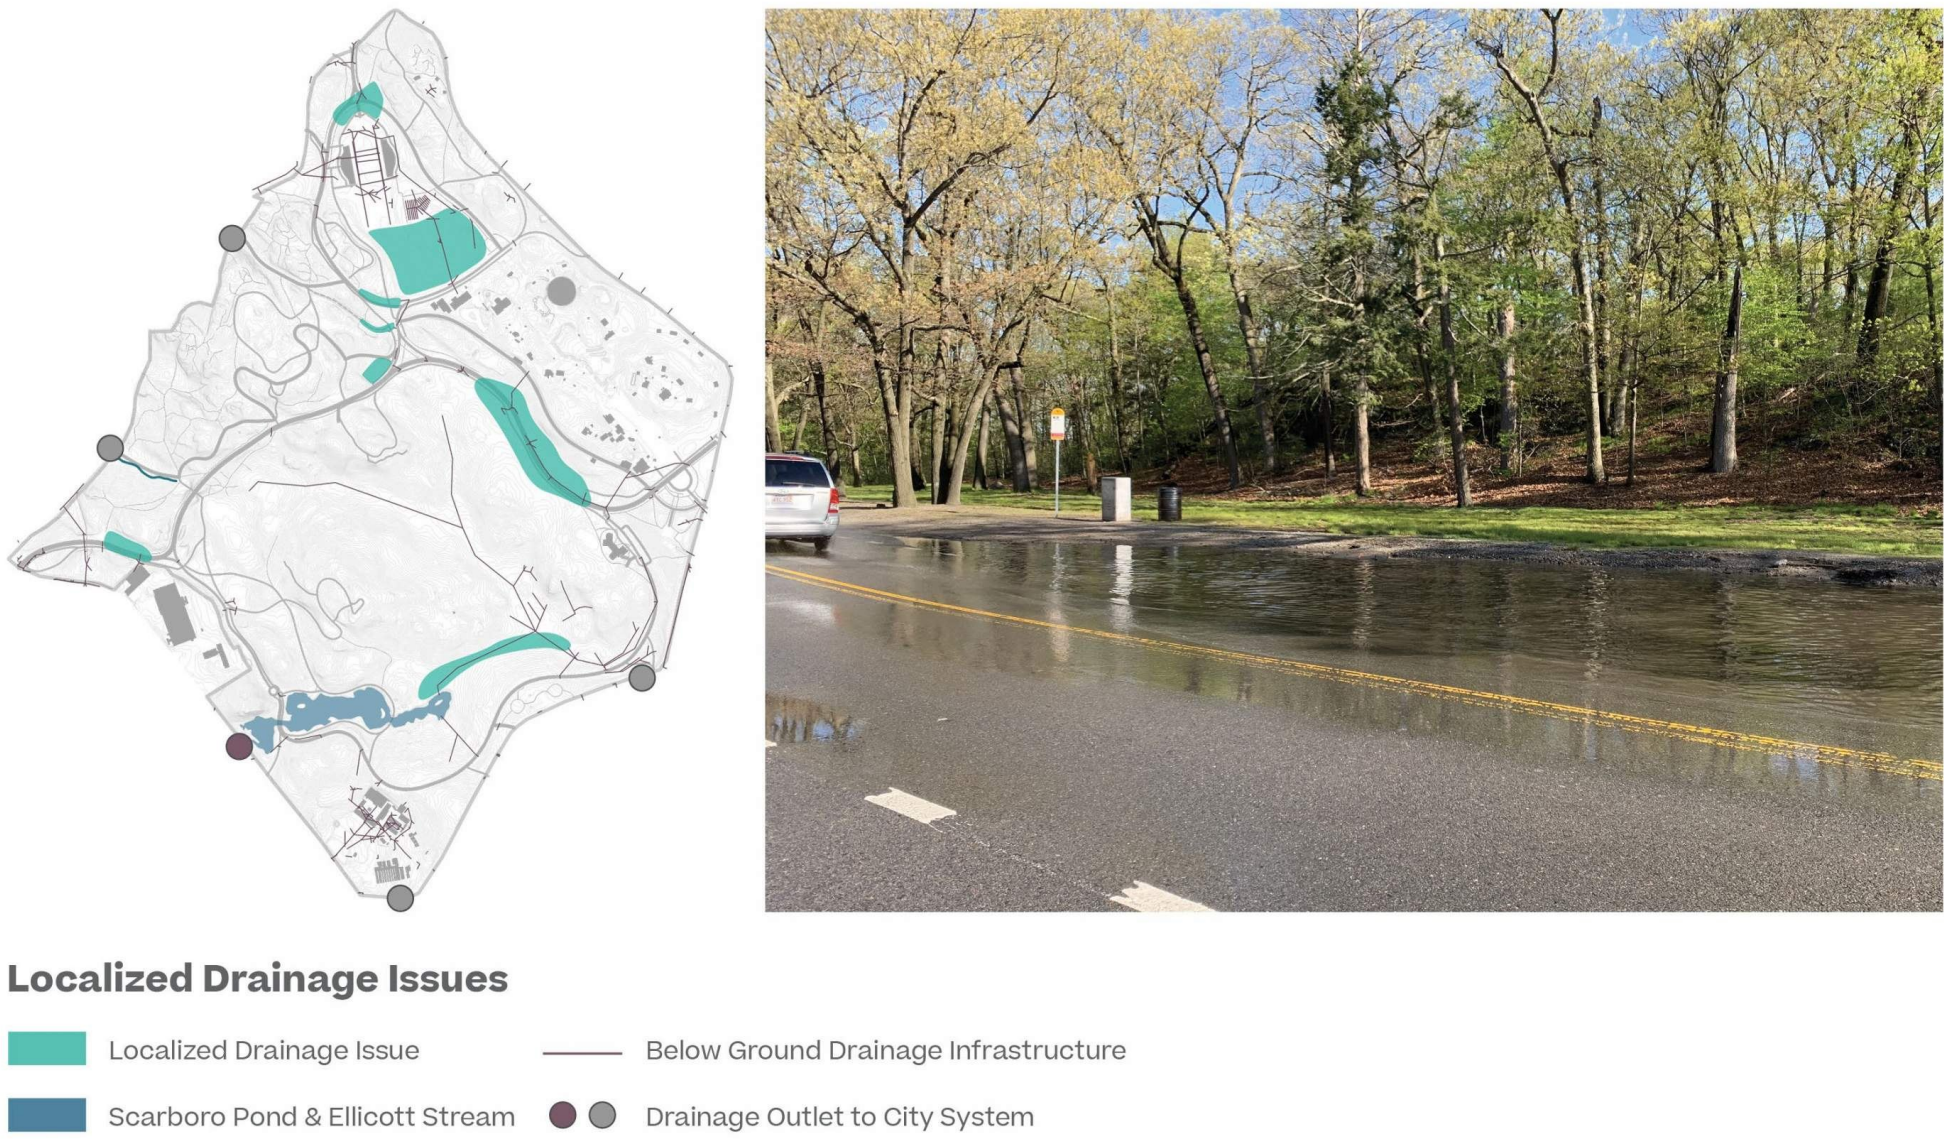 Localized Drainage Issues
Localized Drainage Issue
Below Ground Drainage Infrastructure
Scarboro Pond & Ellicott Stream
Drainage Outlet to City System